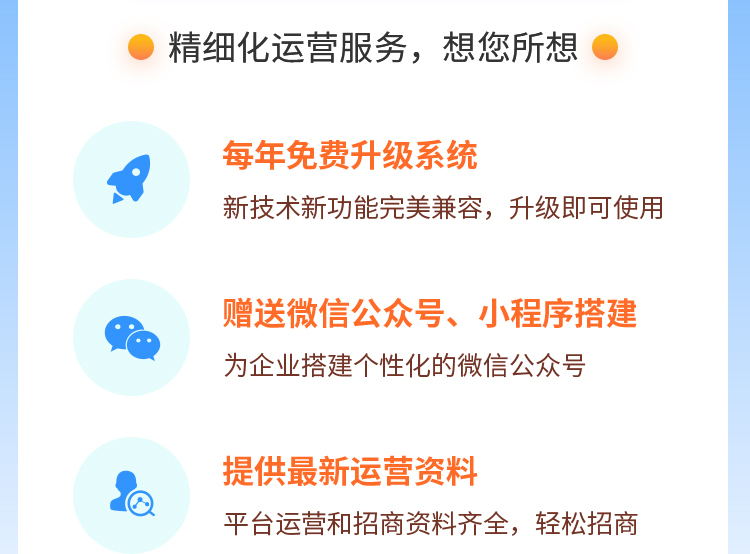 精细化运营服务，想您所想
每年免费升级系统
新技术新功能完美兼容，升级即可使用
赠送微信公众号、小程序搭建
为企业搭建个性化的微信公众号
提供最新运营资料
平台运营和招商资料齐全，轻松招商